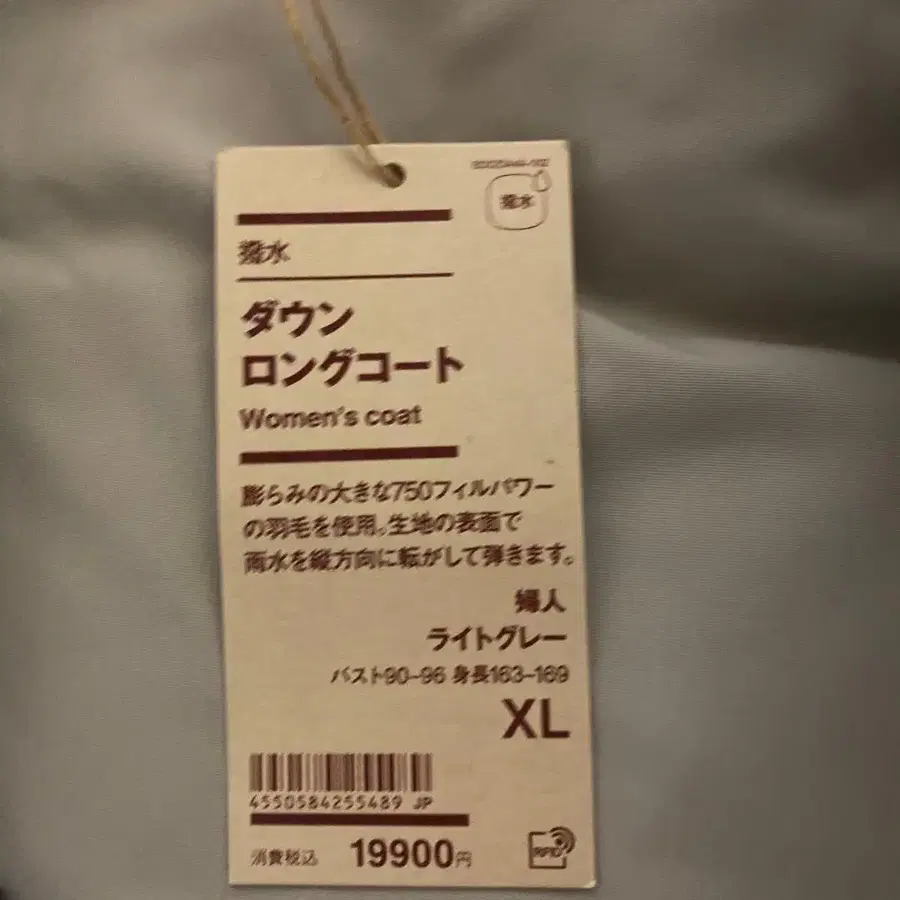 撥水
撥水
ダウン
ロングコート
Women's coat
膨らみの大きな750フィルパワー
の羽毛を使用。生地の表面で
雨水を縦方向に転がして弾きます。
婦人
ライトグレー
バスト90-96 身長163-169
XL
4550584255489 JP
消費税込 19900円
RFID